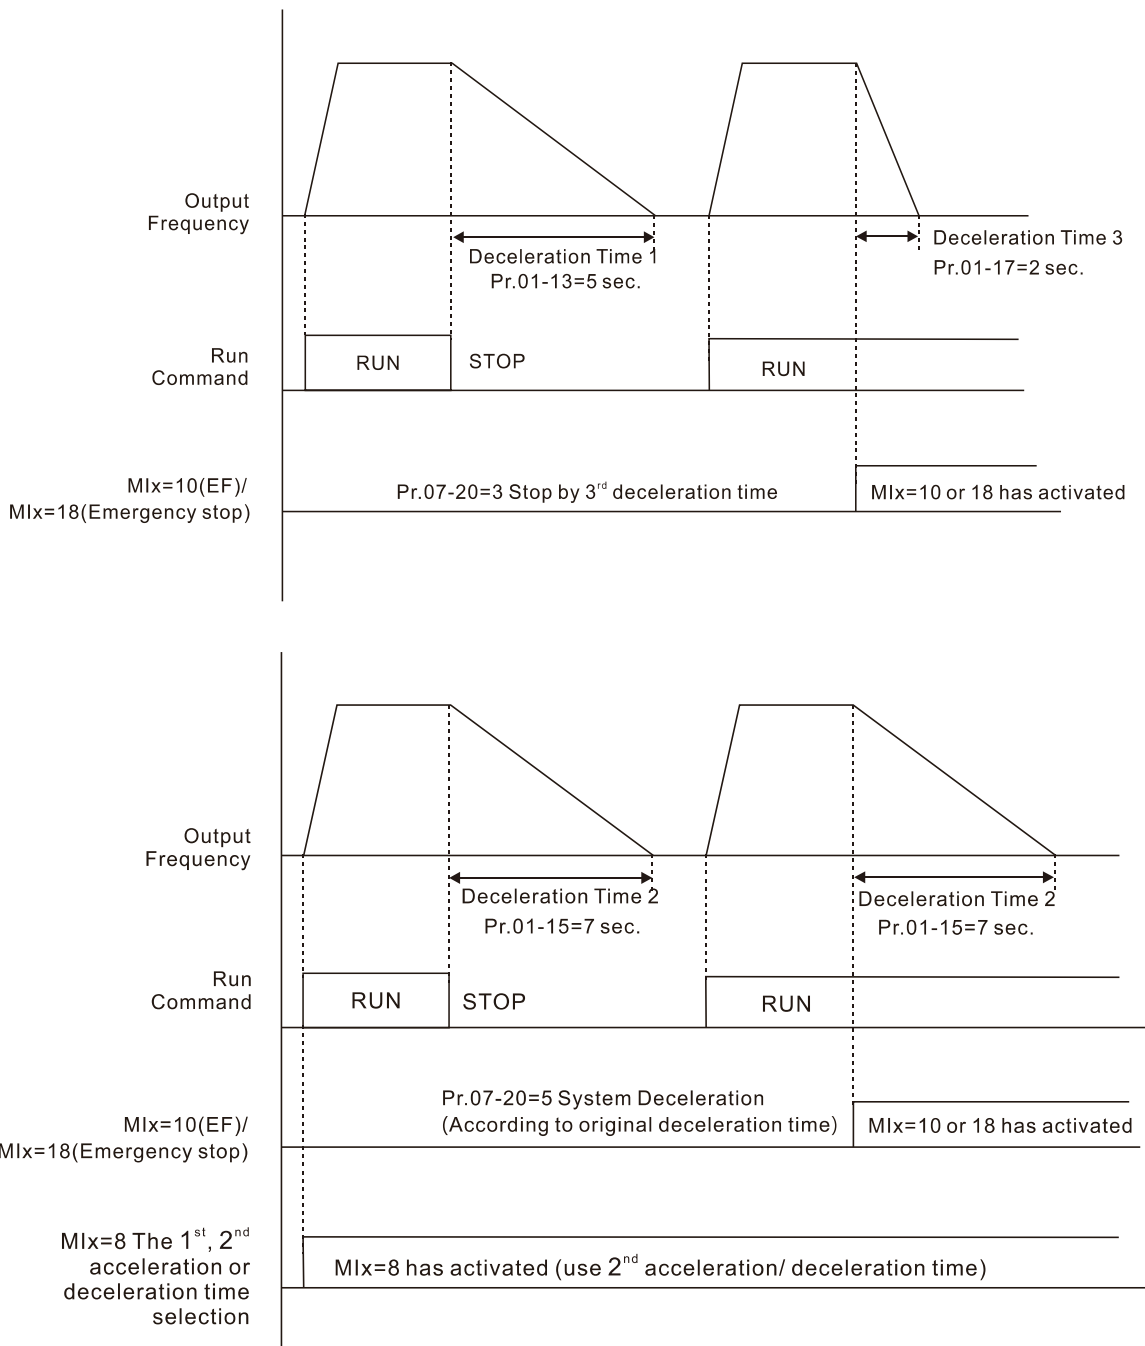 Output
Frequency
Deceleration Time 1
Pr.01-13=5 sec.
Deceleration Time 3
Pr.01-17=2 sec.
Run
Command
RUN
STOP
RUN
MIx=10(EF)/
MIx=18(Emergency stop)
Pr.07-20=3 Stop by 3rd deceleration time
MIx=10 or 18 has activated
Output
Frequency
Deceleration Time 2
Pr.01-15=7 sec.
Deceleration Time 2
Pr.01-15=7 sec.
Run
Command
RUN
STOP
RUN
MIx=10(EF)/
MIx=18(Emergency stop)
Pr.07-20=5 System Deceleration
(According to original deceleration time)
MIx=10 or 18 has activated
MIx=8 The 1st, 2nd
acceleration or
deceleration time
selection
MIx=8 has activated (use 2nd acceleration/ deceleration time)